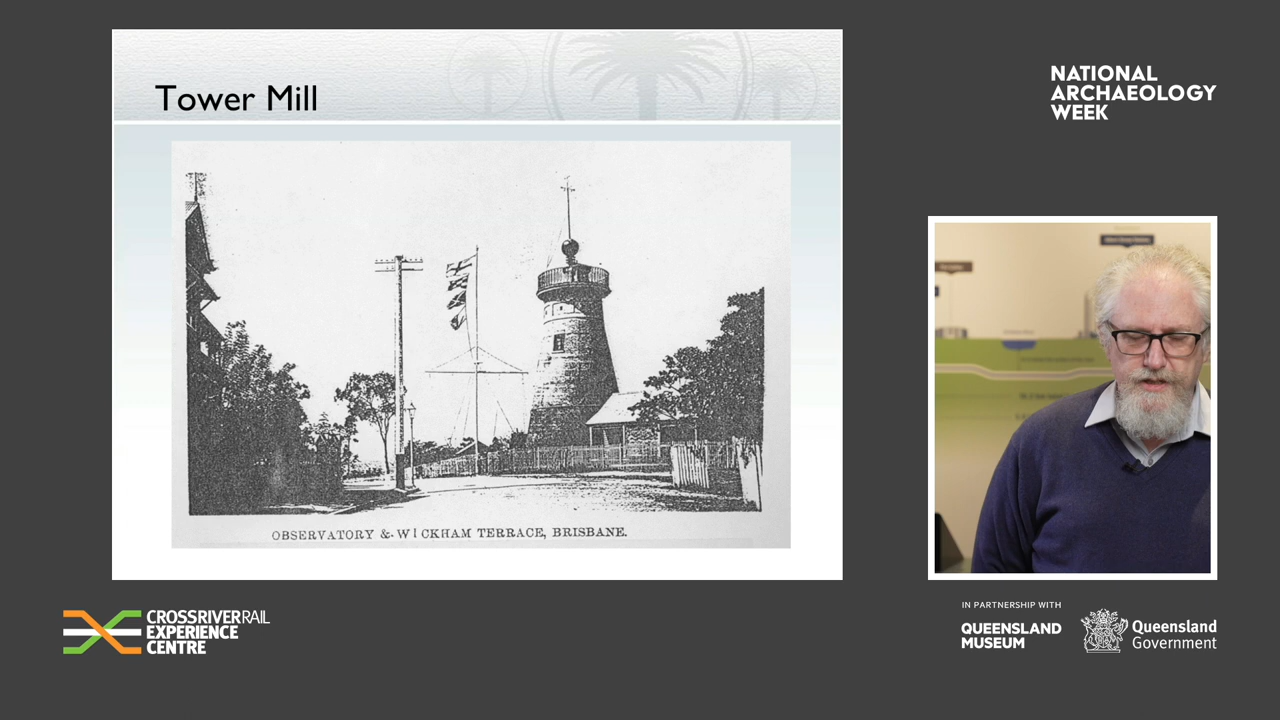 Tower Mill
OBSERVATORY & WICKHAM TERRACE, BRISBANE.
NATIONAL
ARCHAEOLOGY
WEEK
CROSSRIVERRAIL
EXPERIENCE
CENTRE
IN PARTNERSHIP WITH
QUEENSLAND
MUSEUM
Queensland
Government